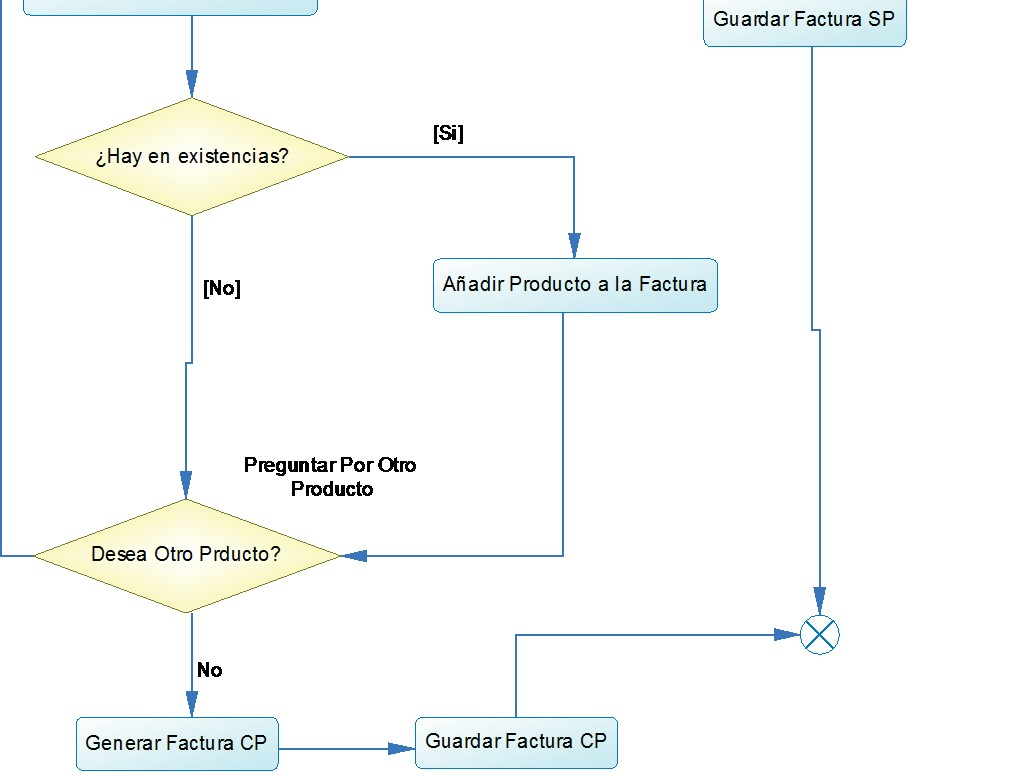 Guardar Factura SP
[Si]
¿Hay en existencias?
Añadir Producto a la Factura
[No]
Preguntar Por Otro
Producto
Desea Otro Prducto?
No
Generar Factura CP
Guardar Factura CP